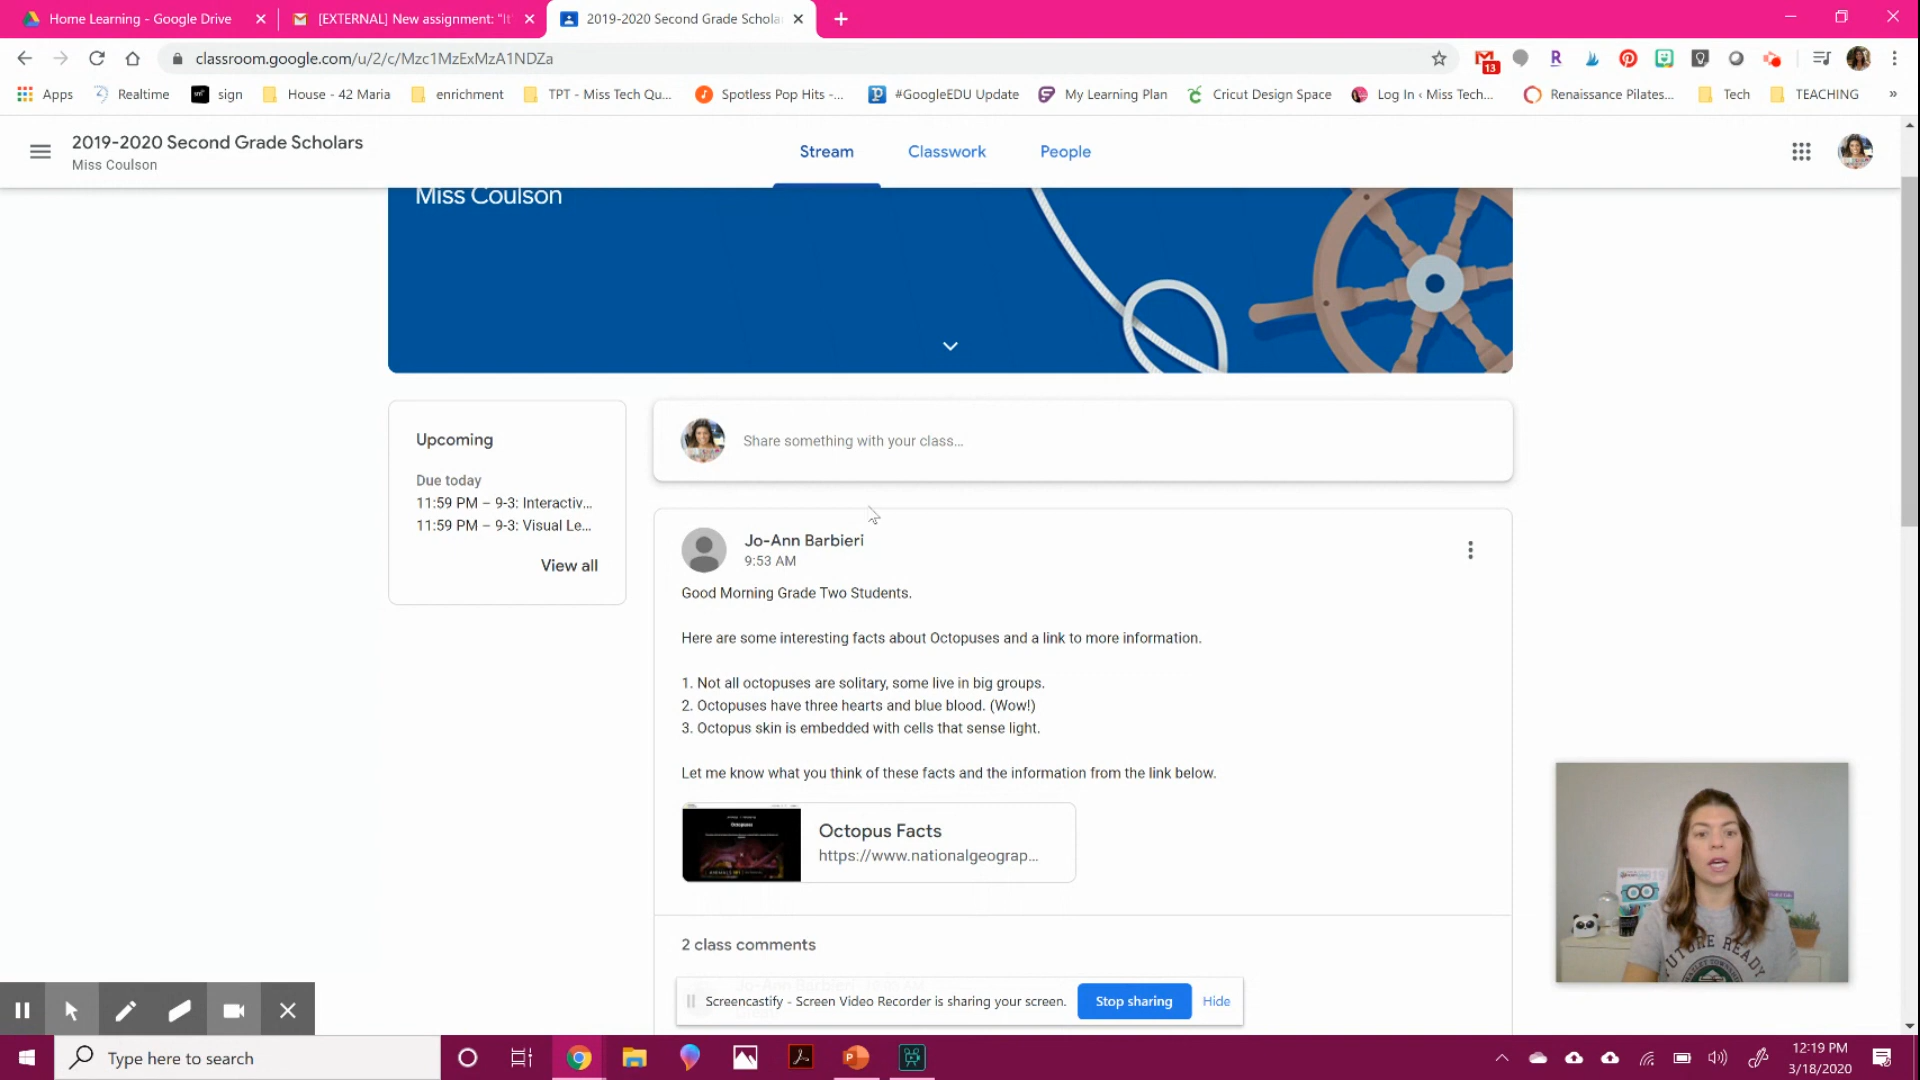 Home Learning - Google Drive
[EXTERNAL] New assignment: "It'
2019-2020 Second Grade Schola
classroom.google.com/u/2/c/Mzc1MzExMzA1NDZa
13
Apps
Realtime
sign
House - 42 Maria
enrichment
TPT - Miss Tech Qu...
Spotless Pop Hits -...
#GoogleEDU Update
My Learning Plan
Cricut Design Space
Log In ‹ Miss Tech...
Renaissance Pilates...
Tech
TEACHING
»
2019-2020 Second Grade Scholars
Miss Coulson
Stream
Classwork
People
Miss Coulson
Upcoming
Due today
11:59 PM – 9-3: Interactiv...
11:59 PM – 9-3: Visual Le...
View all
Share something with your class...
Jo-Ann Barbieri
9:53 AM
Good Morning Grade Two Students.
Here are some interesting facts about Octopuses and a link to more information.
1. Not all octopuses are solitary, some live in big groups.
2. Octopuses have three hearts and blue blood. (Wow!)
3. Octopus skin is embedded with cells that sense light.
Let me know what you think of these facts and the information from the link below.
Octopus Facts
https://www.nationalgeograp...
2 class comments
Jo-Ann Barbieri
Screencastify - Screen Video Recorder is sharing your screen.
Stop sharing
Hide
FUTURE READY
Type here to search
12:19 PM
3/18/2020